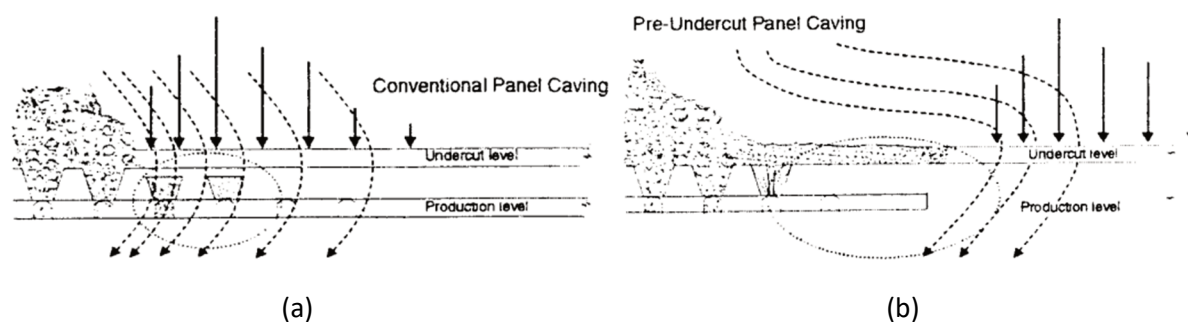 Conventional Panel Caving
Undercut level
Production level
(a)
Pre-Undercut Panel Caving
Undercut level
Production level
(b)